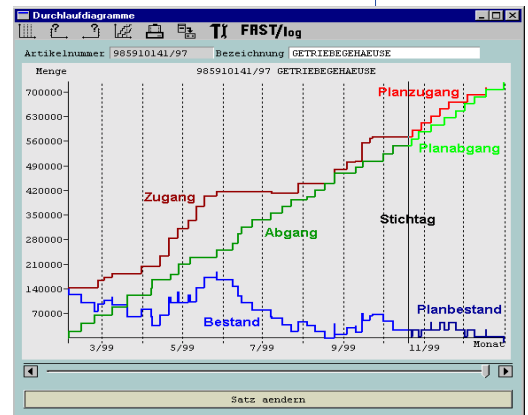 Durchlaufdiagramme
FAST/log
Artikelnummer 985910141/97 Bezeichnung GETRIEBEGEHAEUSE
Menge 985910141/97 GETRIEBEGEHAEUSE
700000
Planzugang
630000
560000
Planabgang
490000
420000
Zugang
350000
Stichtag
Abgang
280000
210000
140000
Planbestand
70000
Bestand
3/99 5/99 7/99 9/99 11/99 Monat
Satz aendern